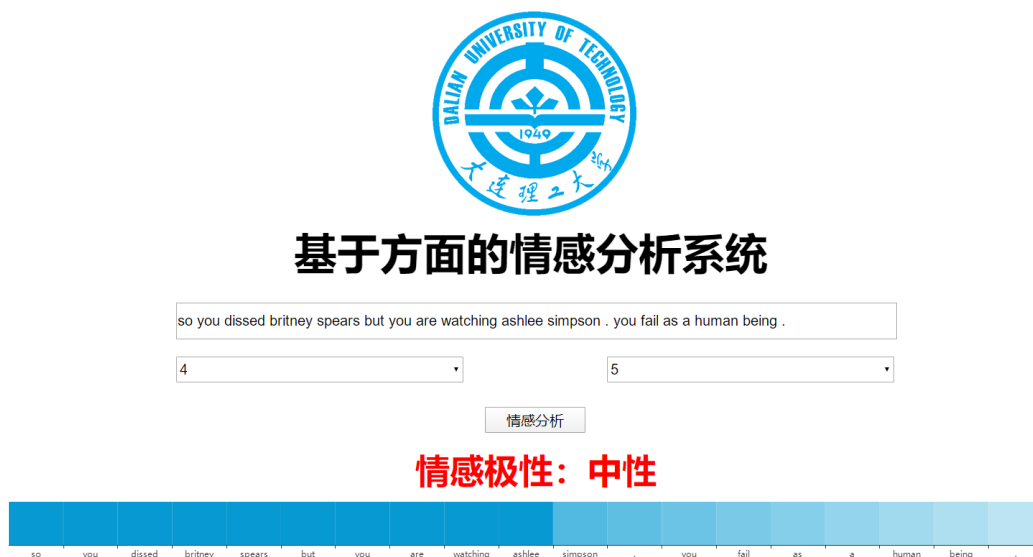 DALIAN UNIVERSITY OF TECHNOLOGY
1949
大连理工大学
基于方面的情感分析系统
so you dissed britney spears but you are watching ashlee simpson . you fail as a human being .
4 5
情感分析
情感极性：中性
so you dissed britney spears but you are watching ashlee simpson . you fail as a human being .